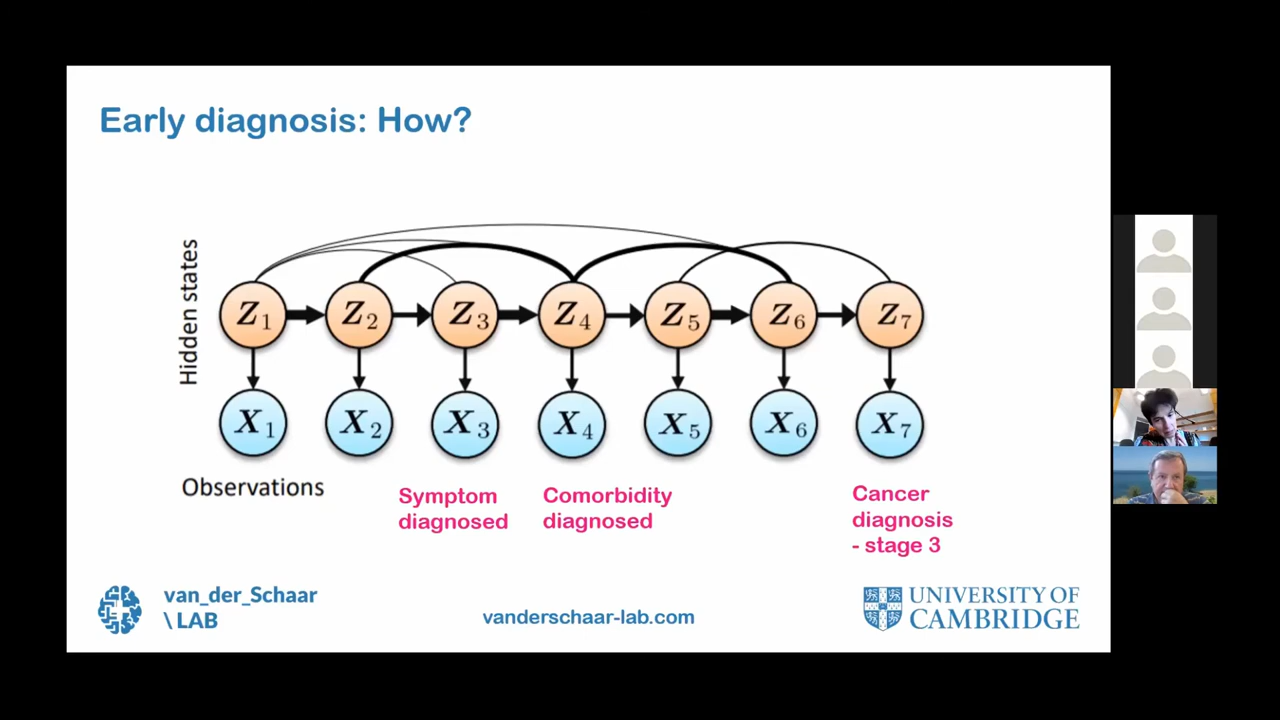 Early diagnosis: How?
Hidden states
Z1 Z2 Z3 Z4 Z5 Z6 Z7
X1 X2 X3 X4 X5 X6 X7
Observations
Symptom
diagnosed
Comorbidity
diagnosed
Cancer
diagnosis
- stage 3
van_der_Schaar
\ LAB
vanderschaar-lab.com
UNIVERSITY OF
CAMBRIDGE